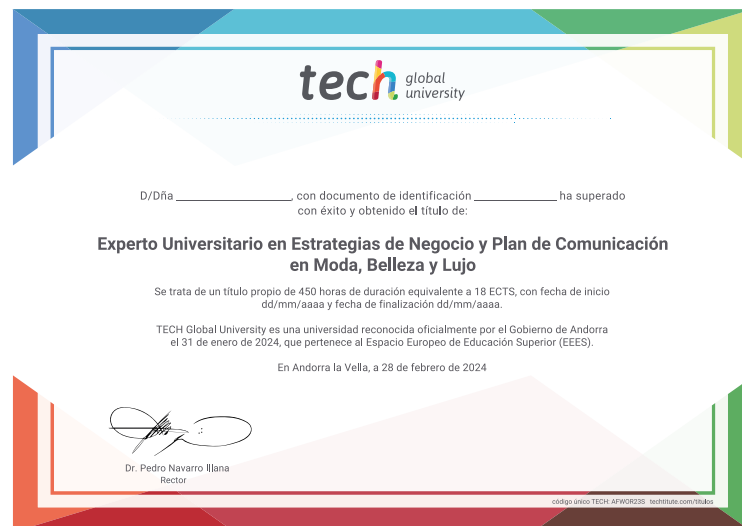 tech global university
D/Dña ____________________, con documento de identificación ______________ ha superado
con éxito y obtenido el título de:
Experto Universitario en Estrategias de Negocio y Plan de Comunicación
en Moda, Belleza y Lujo
Se trata de un título propio de 450 horas de duración equivalente a 18 ECTS, con fecha de inicio
dd/mm/aaaa y fecha de finalización dd/mm/aaaa.
TECH Global University es una universidad reconocida oficialmente por el Gobierno de Andorra
el 31 de enero de 2024, que pertenece al Espacio Europeo de Educación Superior (EEES).
En Andorra la Vella, a 28 de febrero de 2024
Dr. Pedro Navarro Illana
Rector
código único TECH: AFWOR23S techtitute.com/titulos